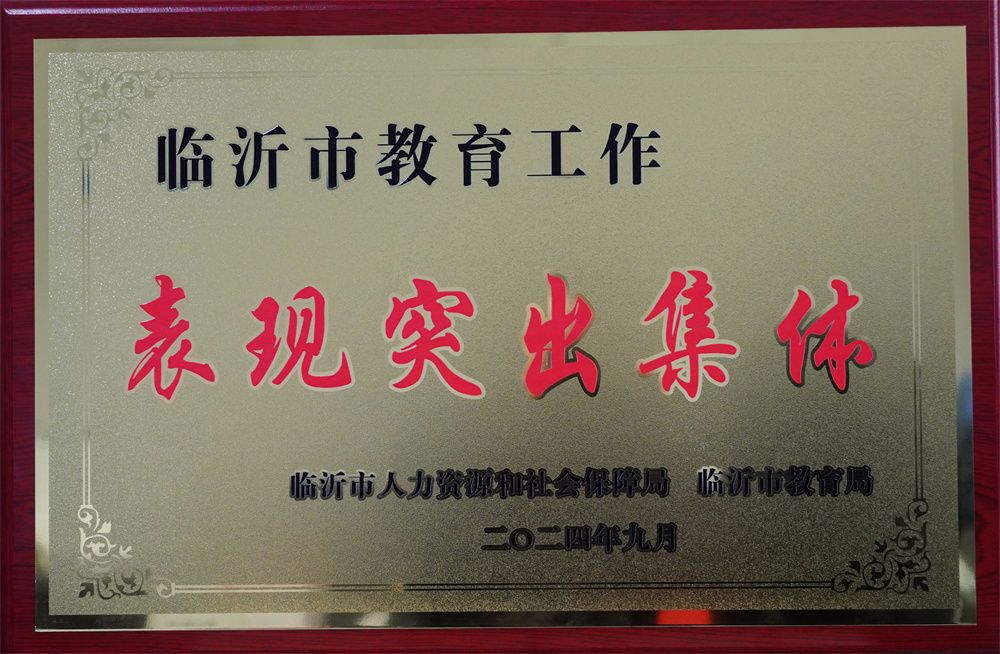 临沂市教育工作
表现突出集体
临沂市人力资源和社会保障局 临沂市教育局
二〇二四年九月